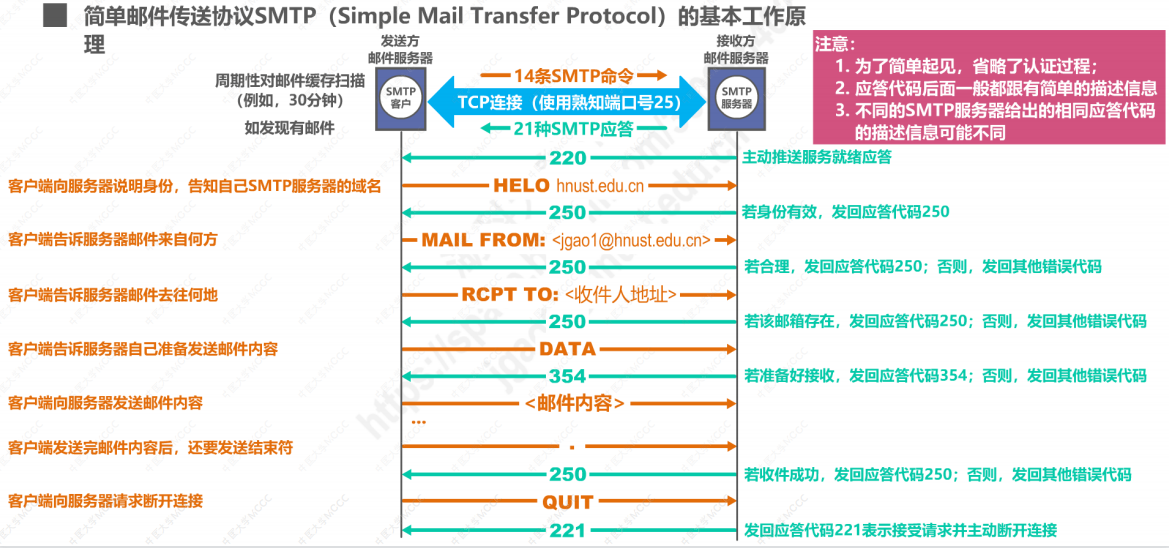 简单邮件传送协议SMTP（Simple Mail Transfer Protocol）的基本工作原
理
发送方
邮件服务器
接收方
邮件服务器
注意：
1. 为了简单起见，省略了认证过程；
2. 应答代码后面一般都跟有简单的描述信息
3. 不同的SMTP服务器给出的相同应答代码
的描述信息可能不同
周期性对邮件缓存扫描
（例如，30分钟）
如发现有邮件
SMTP
客户
14条SMTP命令
TCP连接（使用熟知端口号25）
21种SMTP应答
SMTP
服务器
220
主动推送服务就绪应答
客户端向服务器说明身份，告知自己SMTP服务器的域名
HELO hnust.edu.cn
250
若身份有效，发回应答代码250
客户端告诉服务器邮件来自何方
MAIL FROM: <jgao1@hnust.edu.cn>
250
若合理，发回应答代码250；否则，发回其他错误代码
客户端告诉服务器邮件去往何地
RCPT TO: <收件人地址>
250
若该邮箱存在，发回应答代码250；否则，发回其他错误代码
客户端告诉服务器自己准备发送邮件内容
DATA
354
若准备好接收，发回应答代码354；否则，发回其他错误代码
客户端向服务器发送邮件内容
<邮件内容>
...
客户端发送完邮件内容后，还要发送结束符
.
250
若收件成功，发回应答代码250；否则，发回其他错误代码
客户端向服务器请求断开连接
QUIT
221
发回应答代码221表示接受请求并主动断开连接